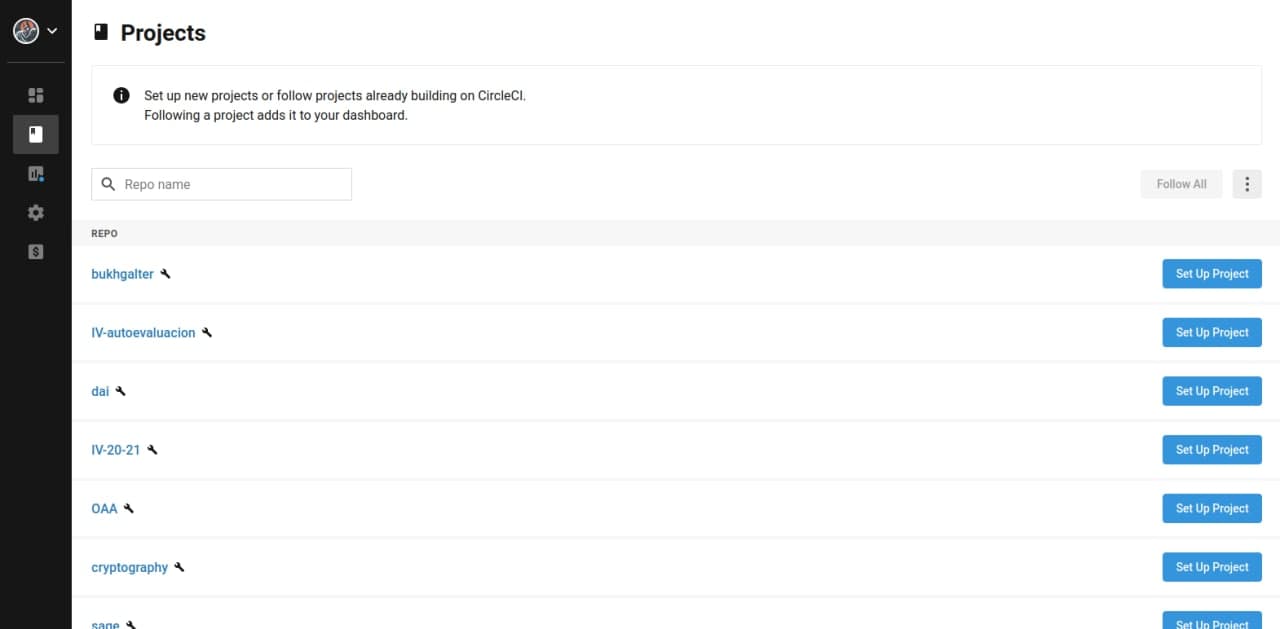 Projects
Set up new projects or follow projects already building on CircleCI.
Following a project adds it to your dashboard.
Repo name
Follow All
REPO
bukhgalter
Set Up Project
IV-autoevaluacion
Set Up Project
dai
Set Up Project
IV-20-21
Set Up Project
OAA
Set Up Project
cryptography
Set Up Project
sage
Set Up Project